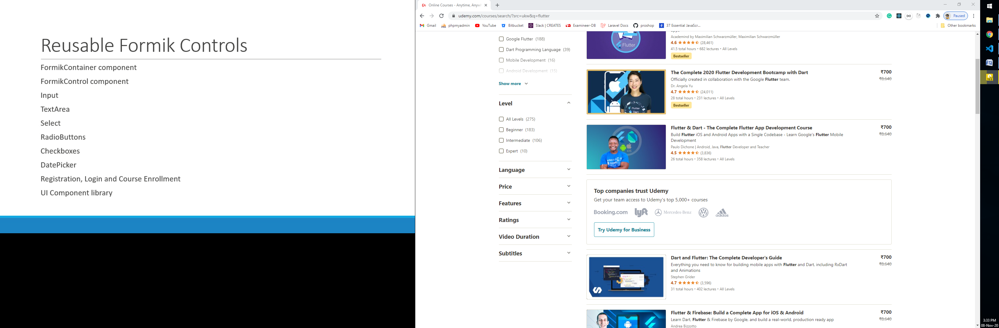 Reusable Formik Controls
FormikContainer component
FormikControl component
Input
TextArea
Select
RadioButtons
Checkboxes
DatePicker
Registration, Login and Course Enrollment
UI Component library
Online Courses - Anytime, Anyw
udemy.com/courses/search/?src=ukw&q=flutter
Paused
Gmail phpmyadmin YouTube Bitbucket Slack | CREATES Examineer-DB Laravel Docs proshop 37 Essential JavaScr... Other bookmarks
Google Flutter (188)
Dart Programming Language (39)
Mobile Development (16)
Android Development (15)
Show more
Level
All Levels (275)
Beginner (183)
Intermediate (106)
Expert (10)
Language
Price
Features
Ratings
Video Duration
Subtitles
Flutter
Academind by Maximilian Schwarzmüller, Maximilian Schwarzmüller
4.6 (28,461)
41.5 total hours • 682 lectures • All Levels
Bestseller
The Complete 2020 Flutter Development Bootcamp with Dart
₹700
Officially created in collaboration with the Google Flutter team.
₹8,640
Dr. Angela Yu
4.7 (24,011)
28 total hours • 231 lectures • All Levels
Bestseller
Flutter
Dart
Flutter & Dart - The Complete Flutter App Development Course
₹700
Build Flutter iOS and Android Apps with a Single Codebase - Learn Google's Flutter Mobile
Development
₹8,640
Paulo Dichone | Android, Java, Flutter Developer and Teacher
4.5 (3,836)
26 total hours • 358 lectures • All Levels
iOS
Top companies trust Udemy
Get your team access to Udemy's top 5,000+ courses
Booking.com lyft Mercedes-Benz adidas
Try Udemy for Business
Dart and Flutter: The Complete Developer's Guide
₹700
Everything you need to know for building mobile apps with Flutter and Dart, including RxDart
and Animations
₹8,640
Stephen Grider
4.7 (3,596)
31 total hours • 402 lectures • All Levels
Flutter & Firebase: Build a Complete App for iOS & Android
₹700
Learn Dart, Flutter & Firebase by Google, and build a real-world, production ready app
₹8,640
Andrea Bizzotto
3:33 PM
08-Nov-20